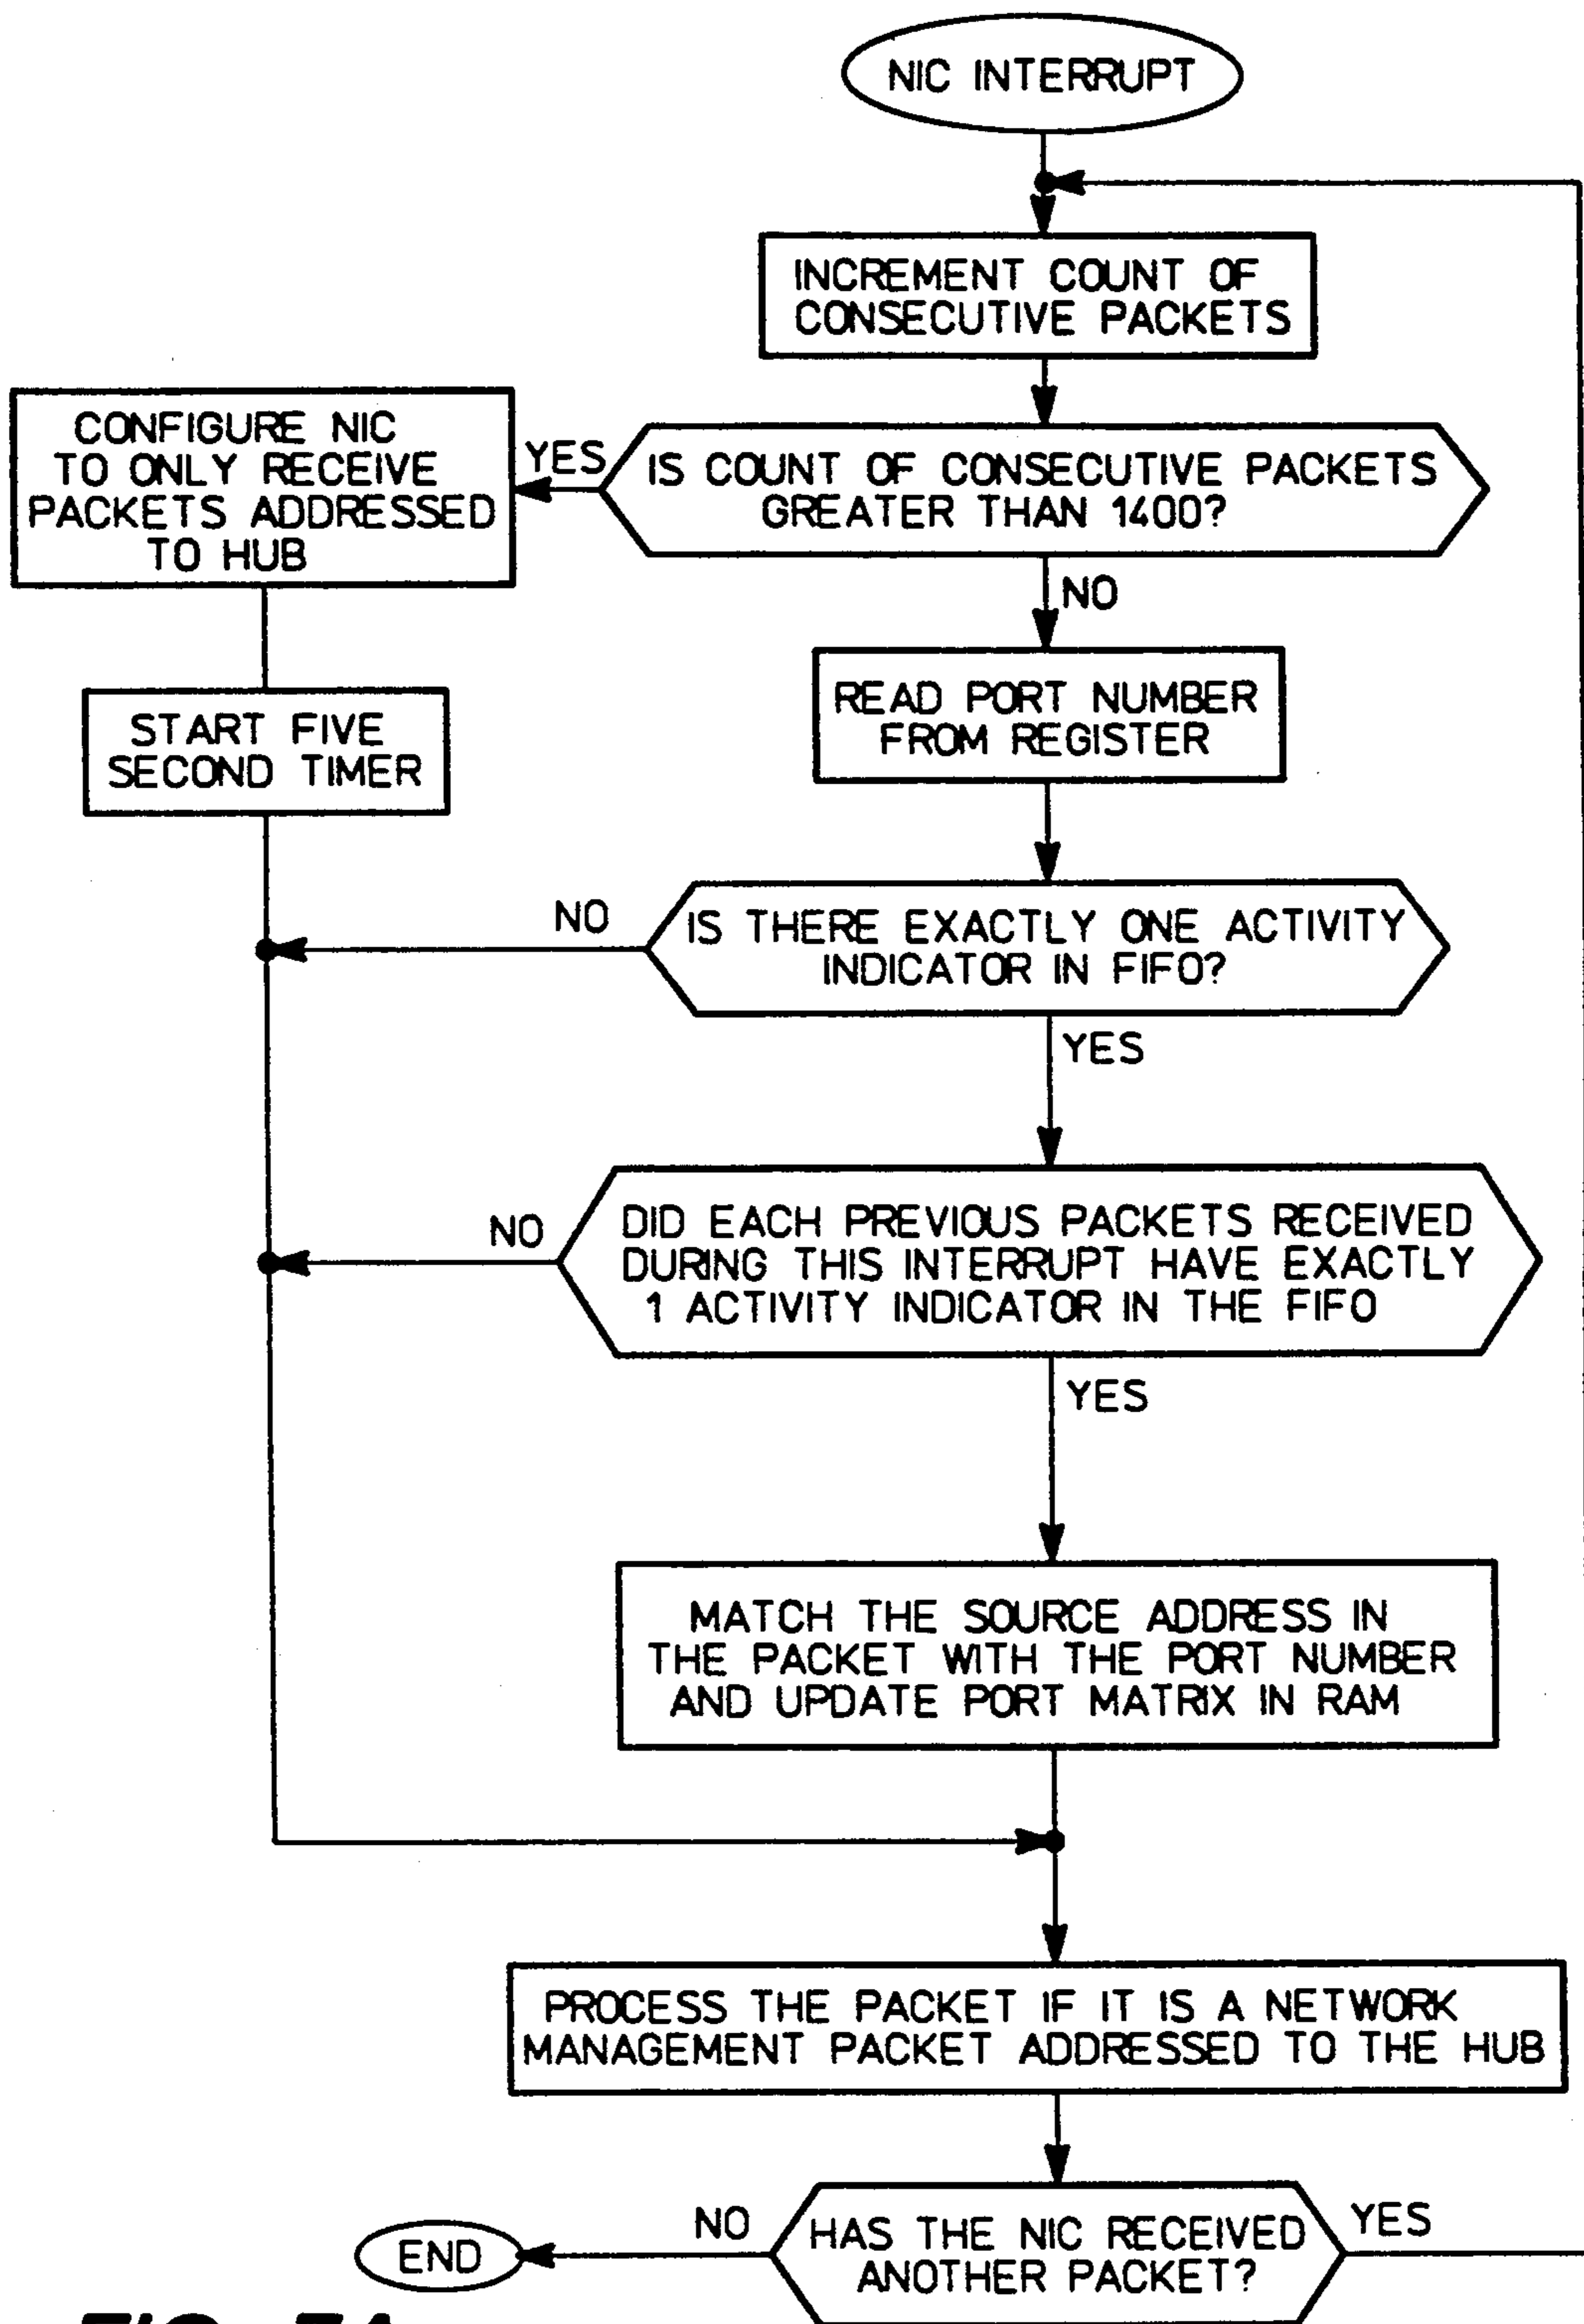 NIC INTERRUPT
INCREMENT COUNT OF
CONSECUTIVE PACKETS
CONFIGURE NIC
TO ONLY RECEIVE
PACKETS ADDRESSED
TO HUB
YES
IS COUNT OF CONSECUTIVE PACKETS
GREATER THAN 1400?
NO
READ PORT NUMBER
FROM REGISTER
START FIVE
SECOND TIMER
NO
IS THERE EXACTLY ONE ACTIVITY
INDICATOR IN FIFO?
YES
NO
DID EACH PREVIOUS PACKETS RECEIVED
DURING THIS INTERRUPT HAVE EXACTLY
1 ACTIVITY INDICATOR IN THE FIFO
YES
MATCH THE SOURCE ADDRESS IN
THE PACKET WITH THE PORT NUMBER
AND UPDATE PORT MATRIX IN RAM
PROCESS THE PACKET IF IT IS A NETWORK
MANAGEMENT PACKET ADDRESSED TO THE HUB
END
NO
HAS THE NIC RECEIVED
ANOTHER PACKET?
YES